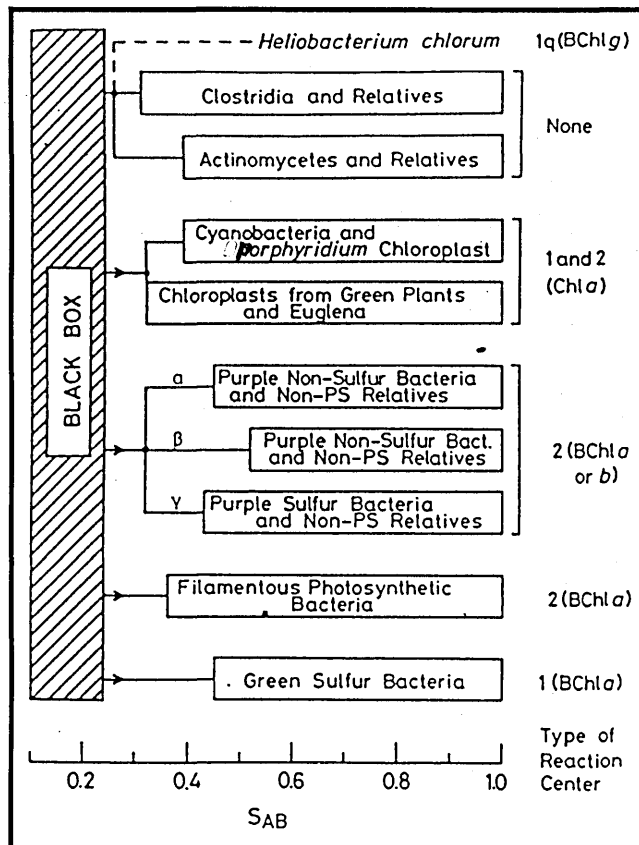 Heliobacterium chlorum 1q(BChl g)
Clostridia and Relatives
None
Actinomycetes and Relatives
Cyanobacteria and
porphyridium Chloroplast
1 and 2
(Chl a)
Chloroplasts from Green Plants
and Euglena
BLACK BOX
α
Purple Non-Sulfur Bacteria
and Non-PS Relatives
β
Purple Non-Sulfur Bact.
and Non-PS Relatives
2 (BChl a
or b)
γ
Purple Sulfur Bacteria
and Non-PS Relatives
Filamentous Photosynthetic
Bacteria
2 (BChl a)
Green Sulfur Bacteria
1 (BChl a)
0.2 0.4 0.6 0.8 1.0
Type of
Reaction
Center
SAB